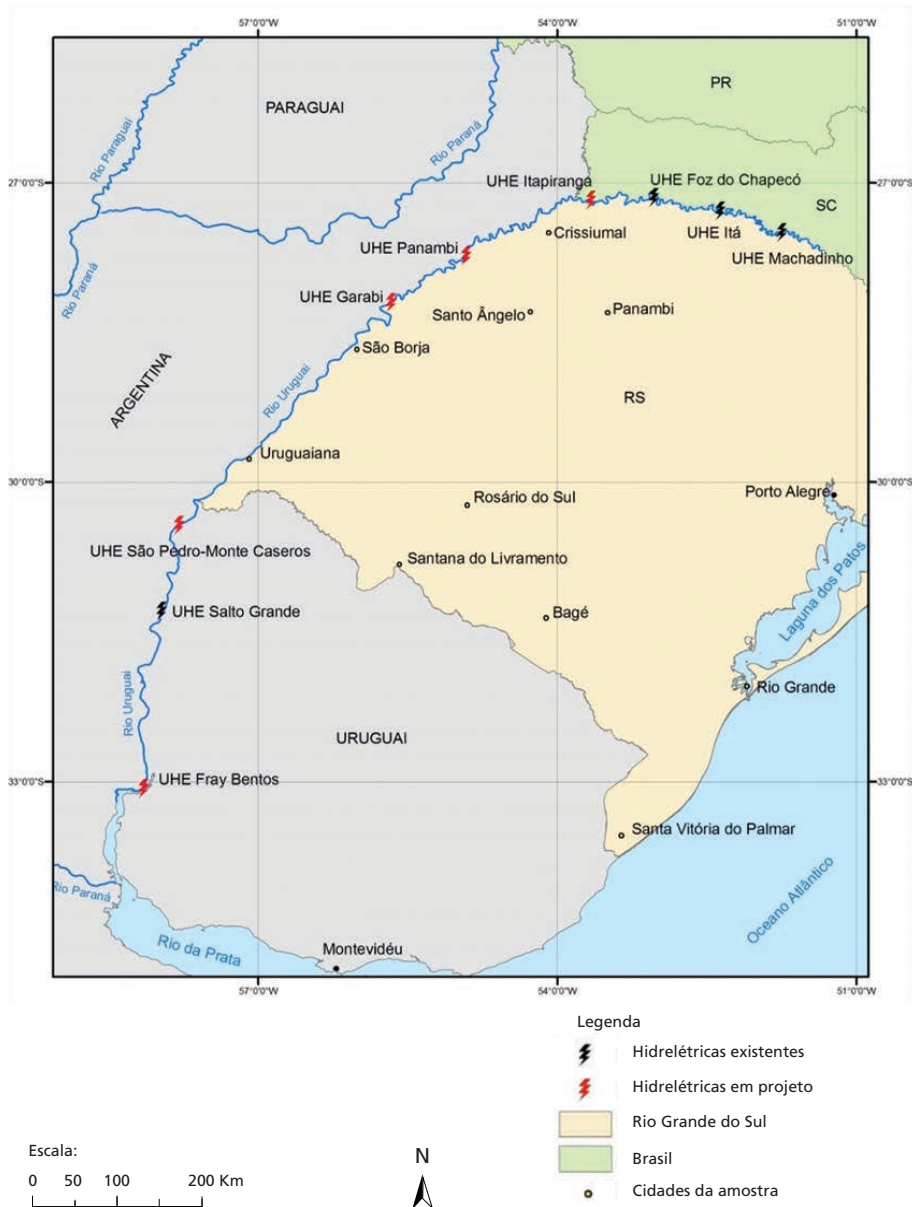 57°0'0"W
54°0'0"W
51°0'0"W
PR
PARAGUAI
Rio Paraguai
Rio Paraná
27°0'0"S
27°0'0"S
UHE Itapiranga
UHE Foz do Chapecó
SC
UHE Itá
Crissiumal
UHE Machadinho
UHE Panambi
Rio Paraná
UHE Garabi
Santo Ângelo
Panambi
São Borja
ARGENTINA
Rio Uruguai
RS
Uruguaiana
30°0'0"S
30°0'0"S
Rosário do Sul
Porto Alegre
UHE São Pedro-Monte Caseros
Santana do Livramento
Laguna dos Patos
UHE Salto Grande
Bagé
Rio Uruguai
Rio Grande
URUGUAI
33°0'0"S
33°0'0"S
UHE Fray Bentos
Santa Vitória do Palmar
Rio Paraná
Oceano Atlântico
Rio da Prata
Montevidéu
57°0'0"W
54°0'0"W
51°0'0"W
Legenda
Hidrelétricas existentes
Hidrelétricas em projeto
Rio Grande do Sul
Brasil
Cidades da amostra
Escala:
0 50 100 200 Km
N